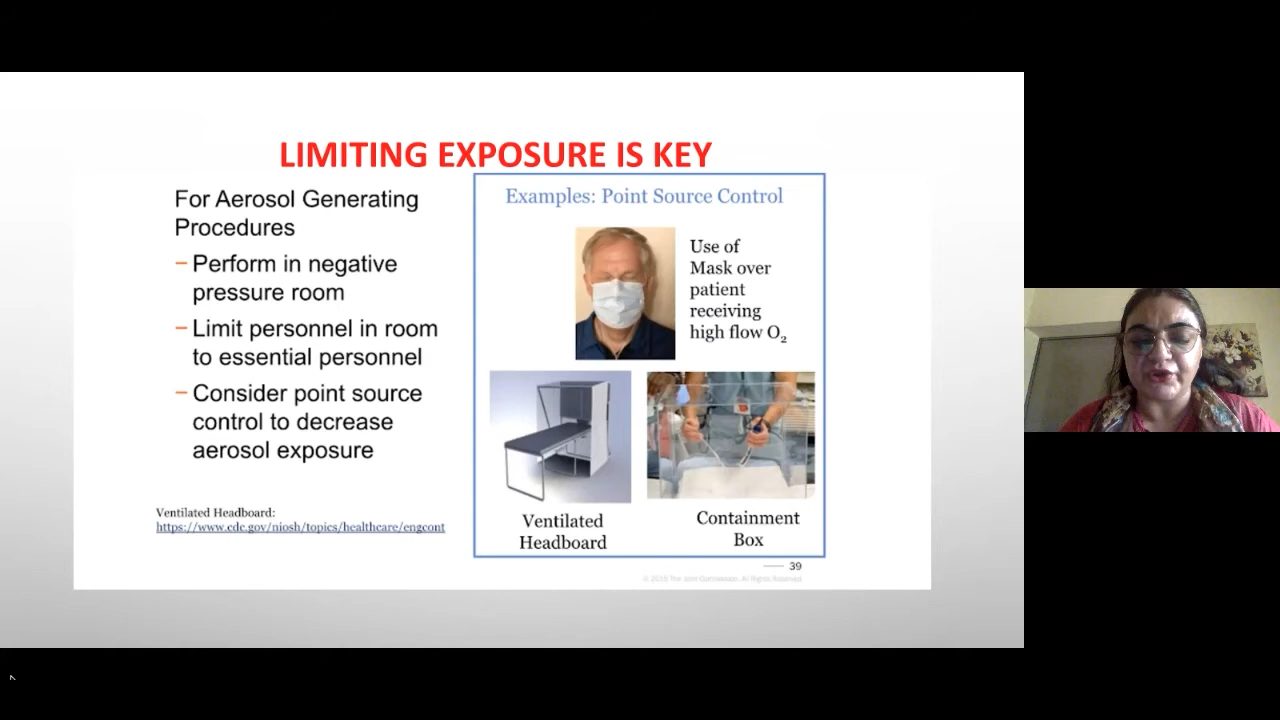 LIMITING EXPOSURE IS KEY
For Aerosol Generating
Procedures
– Perform in negative
pressure room
– Limit personnel in room
to essential personnel
– Consider point source
control to decrease
aerosol exposure
Ventilated Headboard:
https://www.cdc.gov/niosh/topics/healthcare/engcont
Examples: Point Source Control
Use of
Mask over
patient
receiving
high flow O₂
Ventilated
Headboard
Containment
Box
39
The Joint Commission. All Rights Reserved